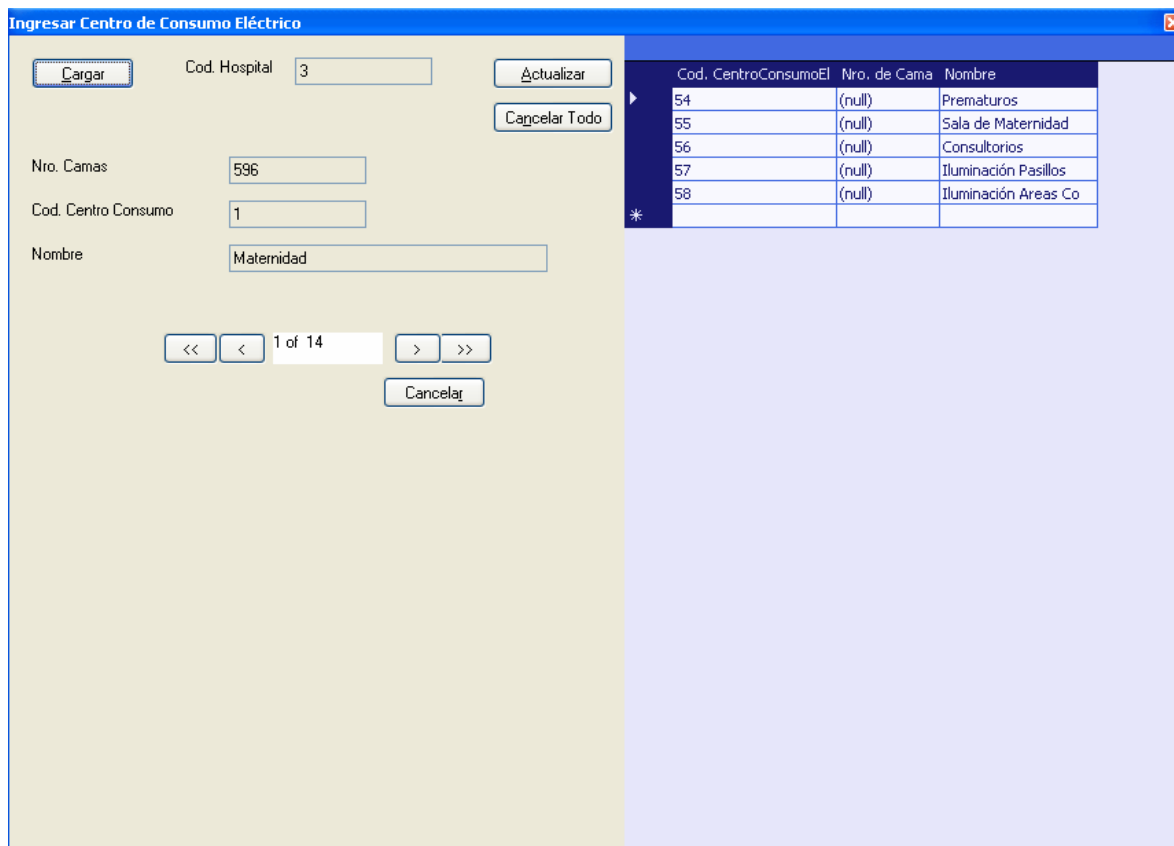 Ingresar Centro de Consumo Eléctrico
Cargar
Cod. Hospital
3
Actualizar
Cancelar Todo
Nro. Camas
596
Cod. Centro Consumo
1
Nombre
Maternidad
<< < 1 of 14 > >>
Cancelar
Cod. CentroConsumoEl Nro. de Cama Nombre
54 (null) Prematuros
55 (null) Sala de Maternidad
56 (null) Consultorios
57 (null) Iluminación Pasillos
58 (null) Iluminación Areas Co
*